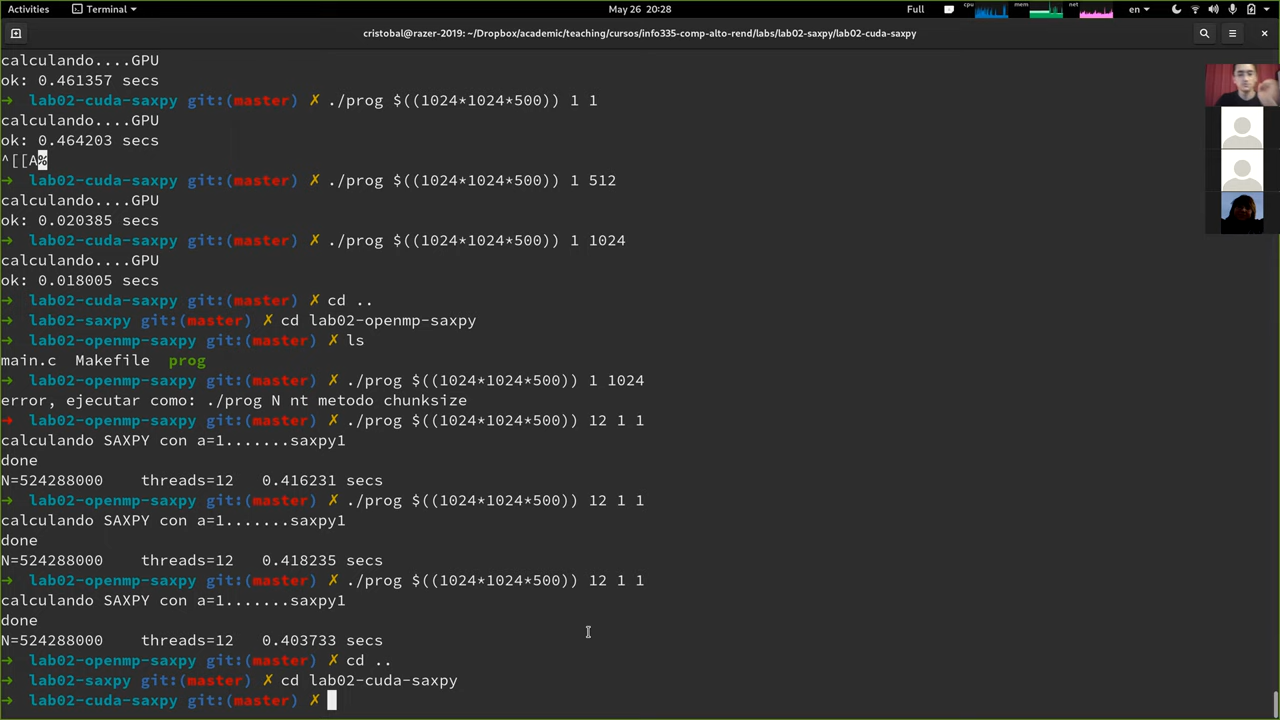 Activities Terminal May 26 20:28 Full cpu mem net en
cristobal@razer-2019: ~/Dropbox/academic/teaching/cursos/info335-comp-alto-rend/labs/lab02-saxpy/lab02-cuda-saxpy
calculando....GPU
ok: 0.461357 secs
→ lab02-cuda-saxpy git:(master) ✗ ./prog $((1024*1024*500)) 1 1
calculando....GPU
ok: 0.464203 secs
^[[A%
→ lab02-cuda-saxpy git:(master) ✗ ./prog $((1024*1024*500)) 1 512
calculando....GPU
ok: 0.020385 secs
→ lab02-cuda-saxpy git:(master) ✗ ./prog $((1024*1024*500)) 1 1024
calculando....GPU
ok: 0.018005 secs
→ lab02-cuda-saxpy git:(master) ✗ cd ..
→ lab02-saxpy git:(master) ✗ cd lab02-openmp-saxpy
→ lab02-openmp-saxpy git:(master) ✗ ls
main.c Makefile prog
→ lab02-openmp-saxpy git:(master) ✗ ./prog $((1024*1024*500)) 1 1024
error, ejecutar como: ./prog N nt metodo chunksize
→ lab02-openmp-saxpy git:(master) ✗ ./prog $((1024*1024*500)) 12 1 1
calculando SAXPY con a=1.......saxpy1
done
N=524288000 threads=12 0.416231 secs
→ lab02-openmp-saxpy git:(master) ✗ ./prog $((1024*1024*500)) 12 1 1
calculando SAXPY con a=1.......saxpy1
done
N=524288000 threads=12 0.418235 secs
→ lab02-openmp-saxpy git:(master) ✗ ./prog $((1024*1024*500)) 12 1 1
calculando SAXPY con a=1.......saxpy1
done
N=524288000 threads=12 0.403733 secs
→ lab02-openmp-saxpy git:(master) ✗ cd ..
→ lab02-saxpy git:(master) ✗ cd lab02-cuda-saxpy
→ lab02-cuda-saxpy git:(master) ✗